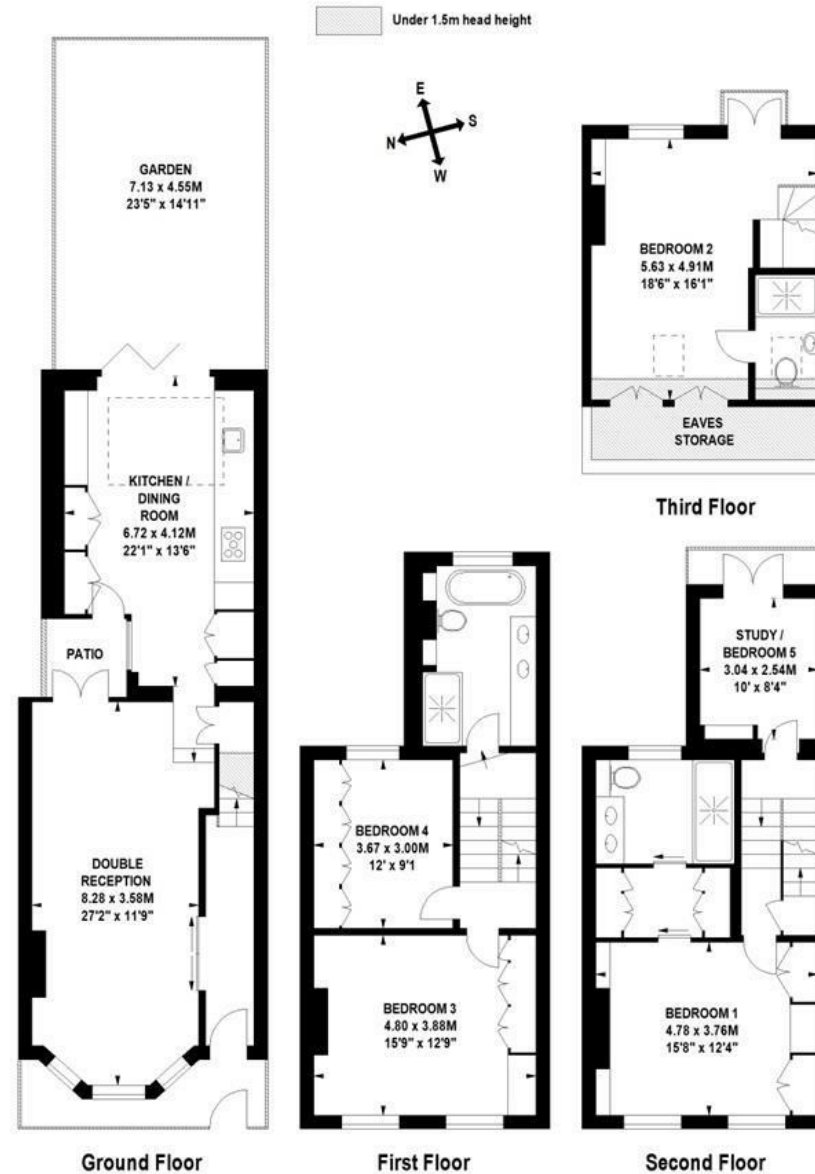 Under 1.5m head height
E
S
N
W
GARDEN
7.13 x 4.55M
23'5" x 14'11"
KITCHEN /
DINING
ROOM
6.72 x 4.12M
22'1" x 13'6"
PATIO
DOUBLE
RECEPTION
8.28 x 3.58M
27'2" x 11'9"
Ground Floor
BEDROOM 4
3.67 x 3.00M
12' x 9'1
BEDROOM 3
4.80 x 3.88M
15'9" x 12'9"
First Floor
BEDROOM 2
5.63 x 4.91M
18'6" x 16'1"
EAVES
STORAGE
Third Floor
STUDY /
BEDROOM 5
3.04 x 2.54M
10' x 8'4"
BEDROOM 1
4.78 x 3.76M
15'8" x 12'4"
Second Floor